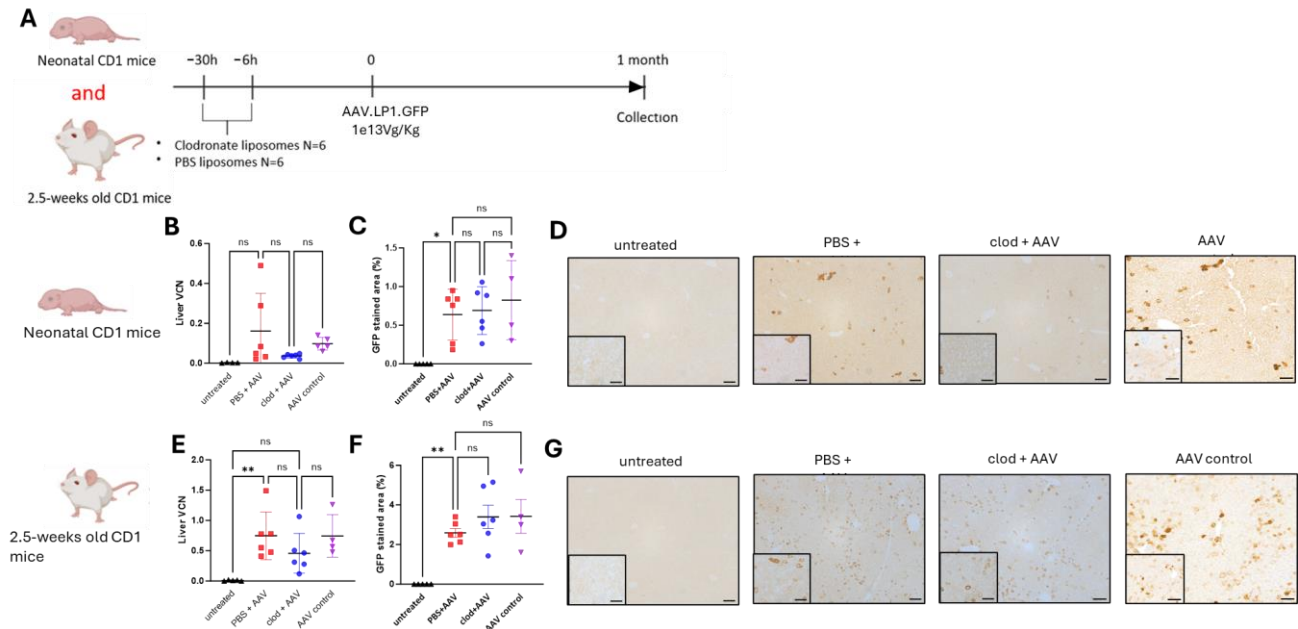 A
Neonatal CD1 mice
and
2.5-weeks old CD1 mice
−30h −6h 0 1 month
AAV.LP1.GFP
1e13Vg/Kg
Collection
* Clodronate liposomes N=6
* PBS liposomes N=6
B
ns ns ns
Liver VCN
0.6
0.4
0.2
0.0
untreated PBS + AAV clod + AAV AAV control
C
ns
* ns ns
GFP stained area (%)
1.5
1.0
0.5
0.0
untreated PBS+AAV clod+AAV AAV control
D
untreated PBS + clod + AAV AAV
Neonatal CD1 mice
E
ns
** ns ns
Liver VCN
2.0
1.5
1.0
0.5
0.0
untreated PBS + AAV clod + AAV AAV control
F
ns
** ns
GFP stained area (%)
6
4
2
0
untreated PBS+AAV clod+AAV AAV control
G
untreated PBS + clod + AAV AAV control
2.5-weeks old CD1
mice